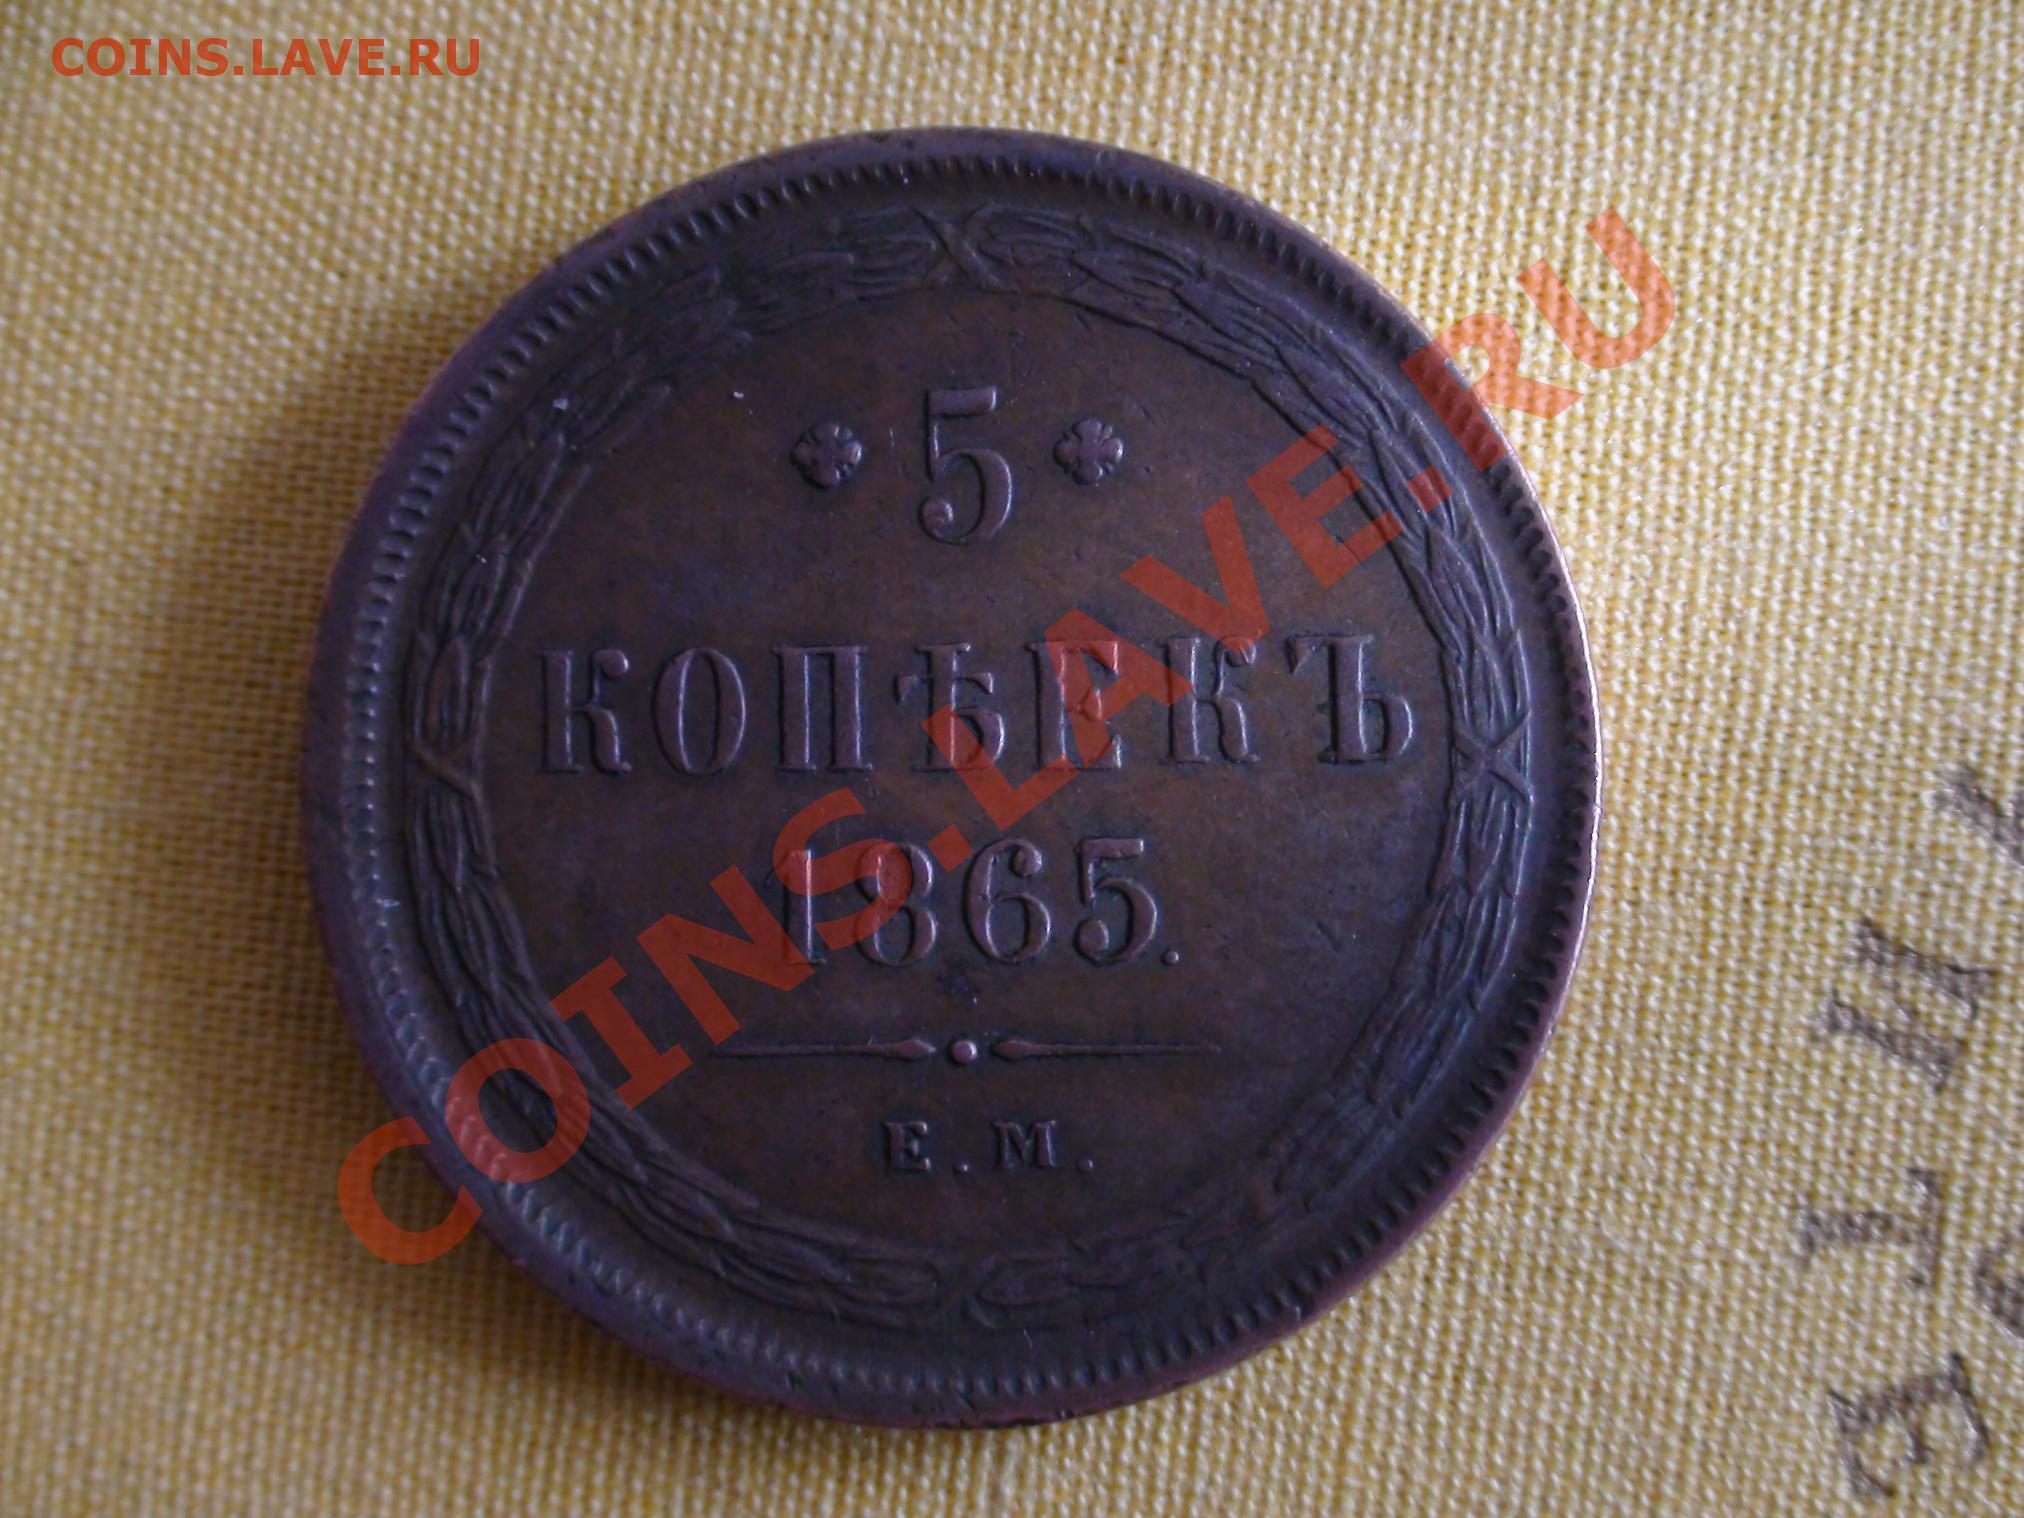 COINS.LAVE.RU
* 5 *
КОПѢЕКЪ
1865.
Е.М.
COINS.LAVE.RU